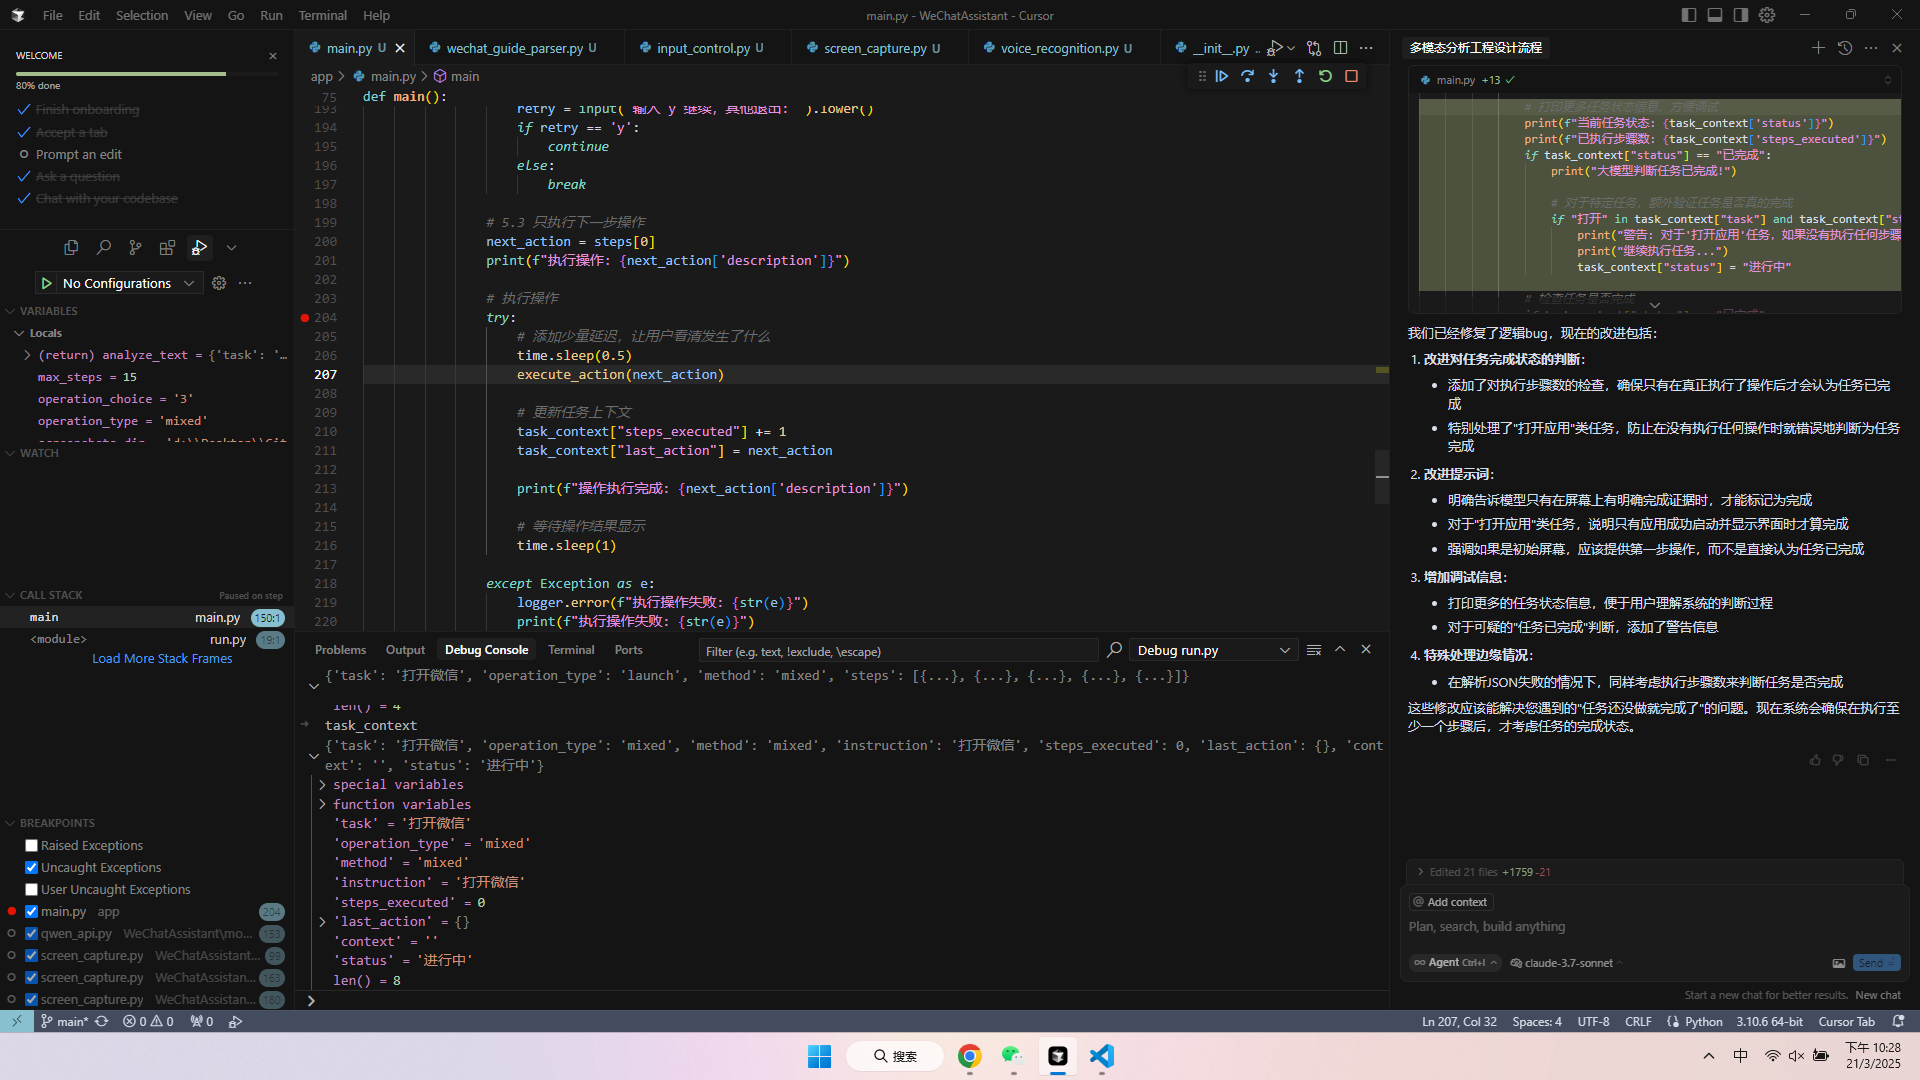 File Edit Selection View Go Run Terminal Help
main.py - WeChatAssistant - Cursor
WELCOME
80% done
Finish onboarding
Accept a tab
Prompt an edit
Ask a question
Chat with your codebase
No Configurations
VARIABLES
Locals
(return) analyze_text = {'task': '...
max_steps = 15
operation_choice = '3'
operation_type = 'mixed'
WATCH
CALL STACK Paused on step
main main.py 150:1
<module> run.py 19:1
Load More Stack Frames
BREAKPOINTS
Raised Exceptions
Uncaught Exceptions
User Uncaught Exceptions
main.py app 204
qwen_api.py WeChatAssistant\mo... 153
screen_capture.py WeChatAssistant... 99
screen_capture.py WeChatAssistant... 163
screen_capture.py WeChatAssistant... 180
main.py U wechat_guide_parser.py U input_control.py U screen_capture.py U voice_recognition.py U __init__.py ..
app > main.py > main
75 def main():
193 retry = input("输入 y 继续, 其他退出: ").lower()
194 if retry == 'y':
195 continue
196 else:
197 break
198
199 # 5.3 只执行下一步操作
200 next_action = steps[0]
201 print(f"执行操作: {next_action['description']}")
202
203 # 执行操作
204 try:
205 # 添加少量延迟，让用户看清发生了什么
206 time.sleep(0.5)
207 execute_action(next_action)
208
209 # 更新任务上下文
210 task_context["steps_executed"] += 1
211 task_context["last_action"] = next_action
212
213 print(f"操作执行完成: {next_action['description']}")
214
215 # 等待操作结果显示
216 time.sleep(1)
217
218 except Exception as e:
219 logger.error(f"执行操作失败: {str(e)}")
220 print(f"执行操作失败: {str(e)}")
Problems Output Debug Console Terminal Ports
Filter (e.g. text, !exclude, \escape)
Debug run.py
{'task': '打开微信', 'operation_type': 'launch', 'method': 'mixed', 'steps': [{...}, {...}, {...}, {...}, {...}]}
len() = 4
task_context
{'task': '打开微信', 'operation_type': 'mixed', 'method': 'mixed', 'instruction': '打开微信', 'steps_executed': 0, 'last_action': {}, 'cont
ext': '', 'status': '进行中'}
special variables
function variables
'task' = '打开微信'
'operation_type' = 'mixed'
'method' = 'mixed'
'instruction' = '打开微信'
'steps_executed' = 0
'last_action' = {}
'context' = ''
'status' = '进行中'
len() = 8
多模态分析工程设计流程
main.py +13
# 打印更多任务状态信息, 方便调试
print(f"当前任务状态: {task_context['status']}")
print(f"已执行步骤数: {task_context['steps_executed']}")
if task_context["status"] == "已完成":
print("大模型判断任务已完成!")
# 对于特定任务, 额外验证任务是否真的完成
if "打开" in task_context["task"] and task_context["st
print("警告: 对于'打开应用'任务, 如果没有执行任何步骤
print("继续执行任务...")
task_context["status"] = "进行中"
# 检查任务是否完成
我们已经修复了逻辑bug，现在的改进包括：
1. 改进对任务完成状态的判断：
添加了对执行步骤数的检查，确保只有在真正执行了操作后才会认为任务已完
成
特别处理了"打开应用"类任务，防止在没有执行任何操作时就错误地判断为任务
完成
2. 改进提示词：
明确告诉模型只有在屏幕上有明确完成证据时，才能标记为完成
对于"打开应用"类任务，说明只有应用成功启动并显示界面时才算完成
强调如果是初始屏幕，应该提供第一步操作，而不是直接认为任务已完成
3. 增加调试信息：
打印更多的任务状态信息，便于用户理解系统的判断过程
对于可疑的"任务已完成"判断，添加了警告信息
4. 特殊处理边缘情况：
在解析JSON失败的情况下，同样考虑执行步骤数来判断任务是否完成
这些修改应该能解决您遇到的"任务还没做就完成了"的问题。现在系统会确保在执行至
少一个步骤后，才考虑任务的完成状态。
Edited 21 files +1759 -21
@ Add context
Plan, search, build anything
Agent Ctrl+I claude-3.7-sonnet Send
Start a new chat for better results. New chat
main* 0 0 0 Ln 207, Col 32 Spaces: 4 UTF-8 CRLF Python 3.10.6 64-bit Cursor Tab
搜索
中
下午 10:28
21/3/2025